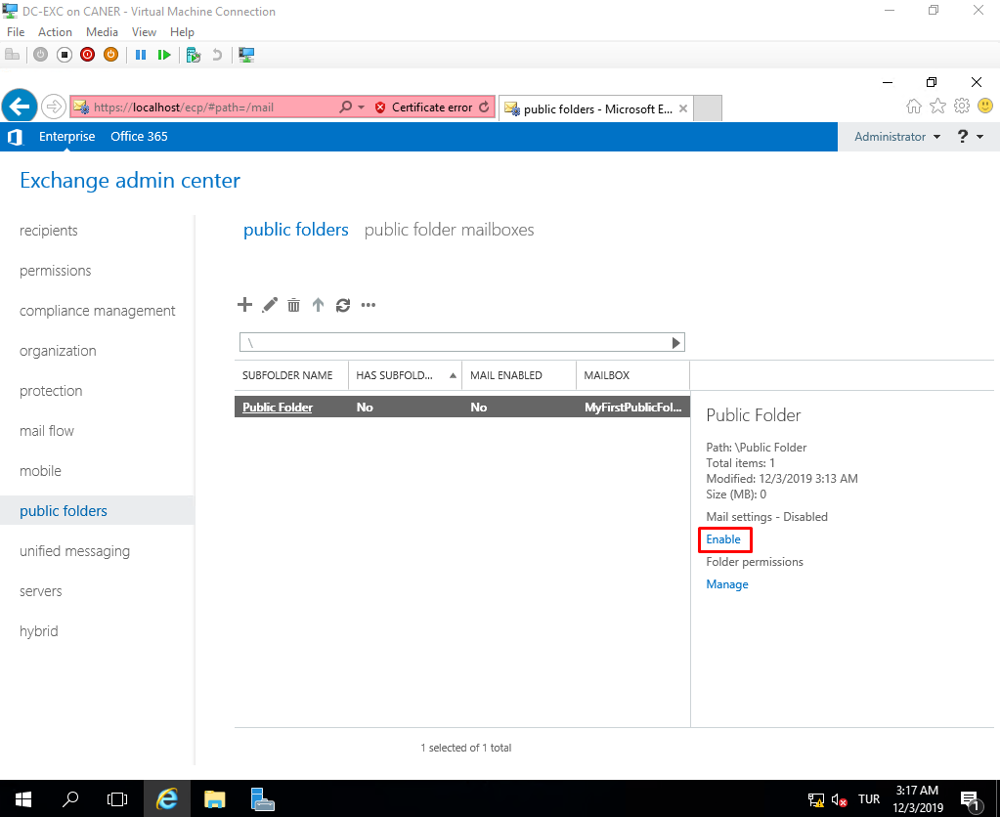 DC-EXC on CANER - Virtual Machine Connection
File Action Media View Help
https://localhost/ecp/#path=/mail
Certificate error
public folders - Microsoft E...
Enterprise Office 365
Administrator
?
Exchange admin center
recipients
permissions
compliance management
organization
protection
mail flow
mobile
public folders
unified messaging
servers
hybrid
public folders public folder mailboxes
\
SUBFOLDER NAME HAS SUBFOLD... MAIL ENABLED MAILBOX
Public Folder No No MyFirstPublicFol...
Public Folder
Path: \Public Folder
Total items: 1
Modified: 12/3/2019 3:13 AM
Size (MB): 0
Mail settings - Disabled
Enable
Folder permissions
Manage
1 selected of 1 total
TUR
3:17 AM
12/3/2019
1